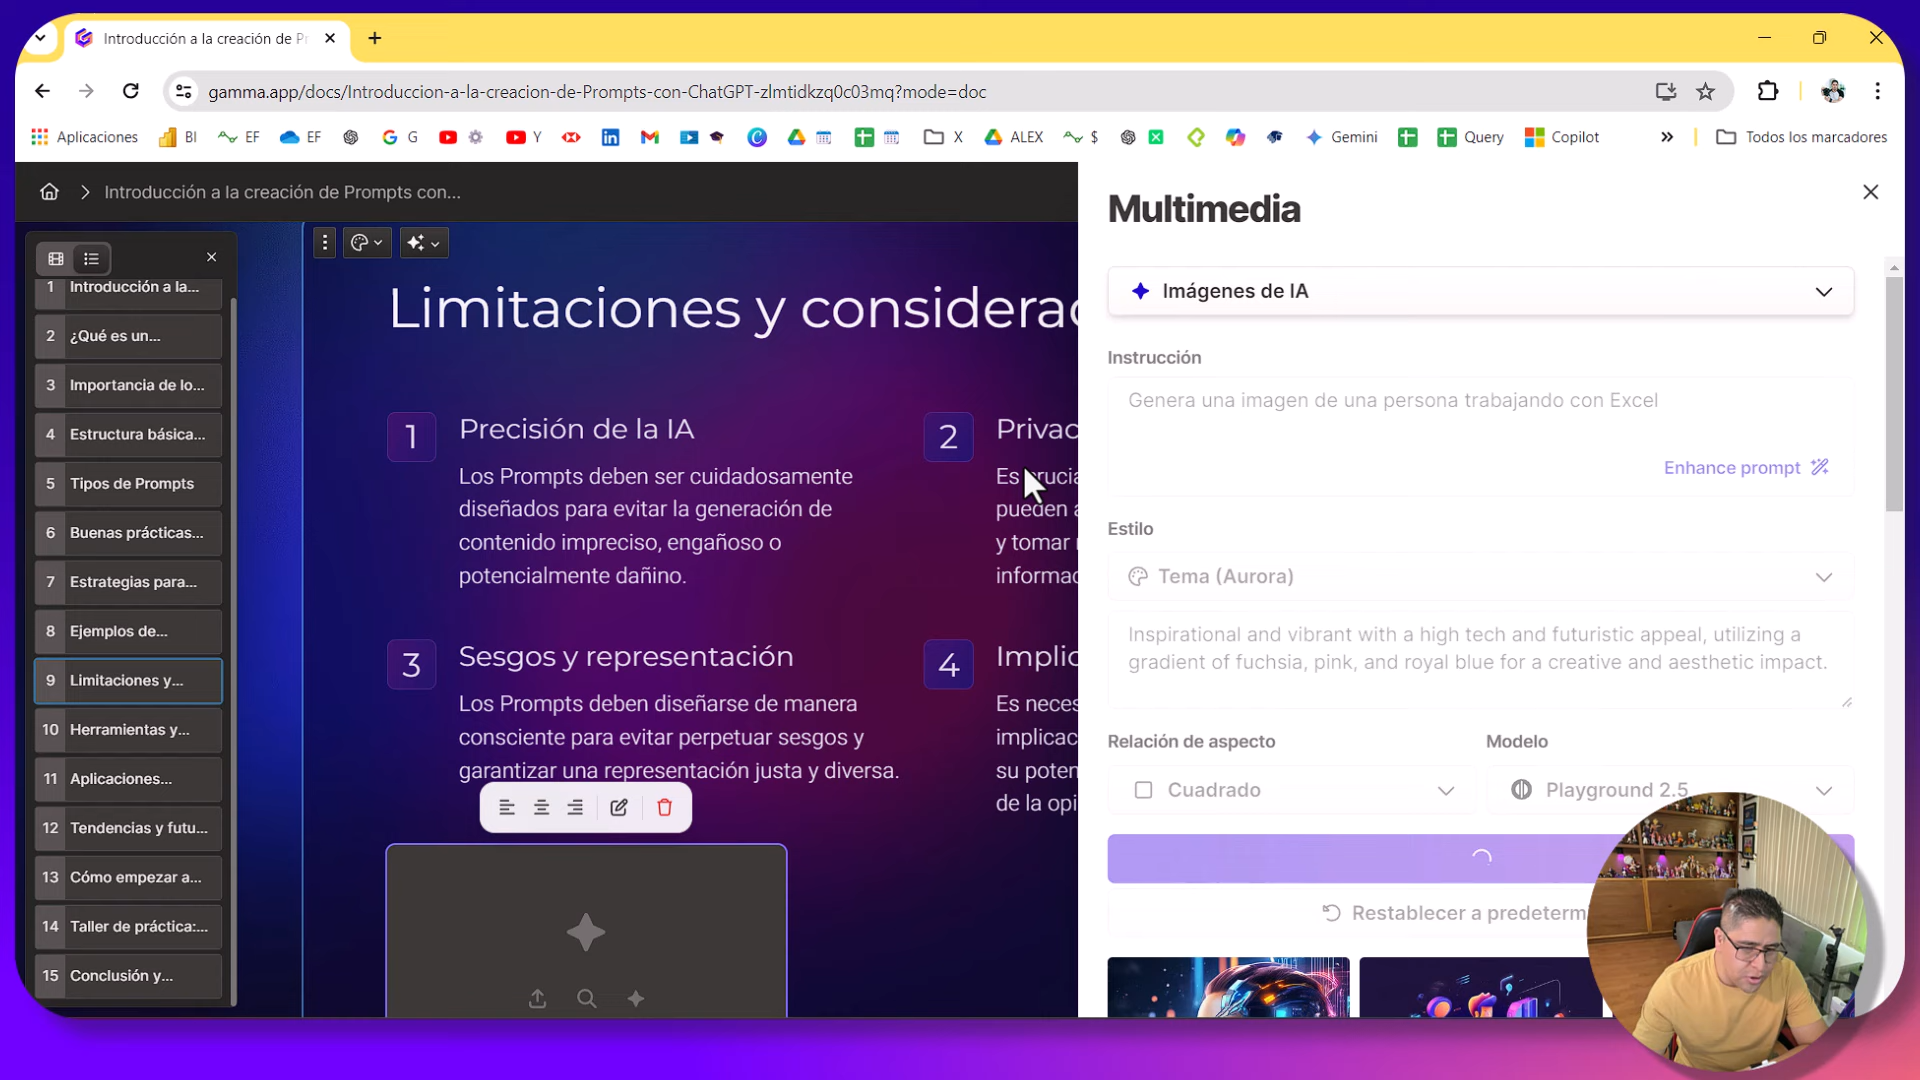 Introducción a la creación de Pr
gamma.app/docs/Introduccion-a-la-creacion-de-Prompts-con-ChatGPT-zlmtidkzq0c03mq?mode=doc
Aplicaciones BI EF EF G Y X ALEX $ Gemini Query Copilot » Todos los marcadores
Introducción a la creación de Prompts con...
1 Introducción a la...
2 ¿Qué es un...
3 Importancia de lo...
4 Estructura básica...
5 Tipos de Prompts
6 Buenas prácticas...
7 Estrategias para...
8 Ejemplos de...
9 Limitaciones y...
10 Herramientas y...
11 Aplicaciones...
12 Tendencias y futu...
13 Cómo empezar a...
14 Taller de práctica:...
15 Conclusión y...
Limitaciones y considerac
1 Precisión de la IA
Los Prompts deben ser cuidadosamente
diseñados para evitar la generación de
contenido impreciso, engañoso o
potencialmente dañino.
2 Privac
Es crucia
pueden a
y tomar
informac
3 Sesgos y representación
Los Prompts deben diseñarse de manera
consciente para evitar perpetuar sesgos y
garantizar una representación justa y diversa.
4 Implic
Es neces
implicac
su poten
de la opi
Multimedia
Imágenes de IA
Instrucción
Genera una imagen de una persona trabajando con Excel
Enhance prompt
Estilo
Tema (Aurora)
Inspirational and vibrant with a high tech and futuristic appeal, utilizing a
gradient of fuchsia, pink, and royal blue for a creative and aesthetic impact.
Relación de aspecto
Modelo
Cuadrado
Playground 2.5
Restablecer a predeterm